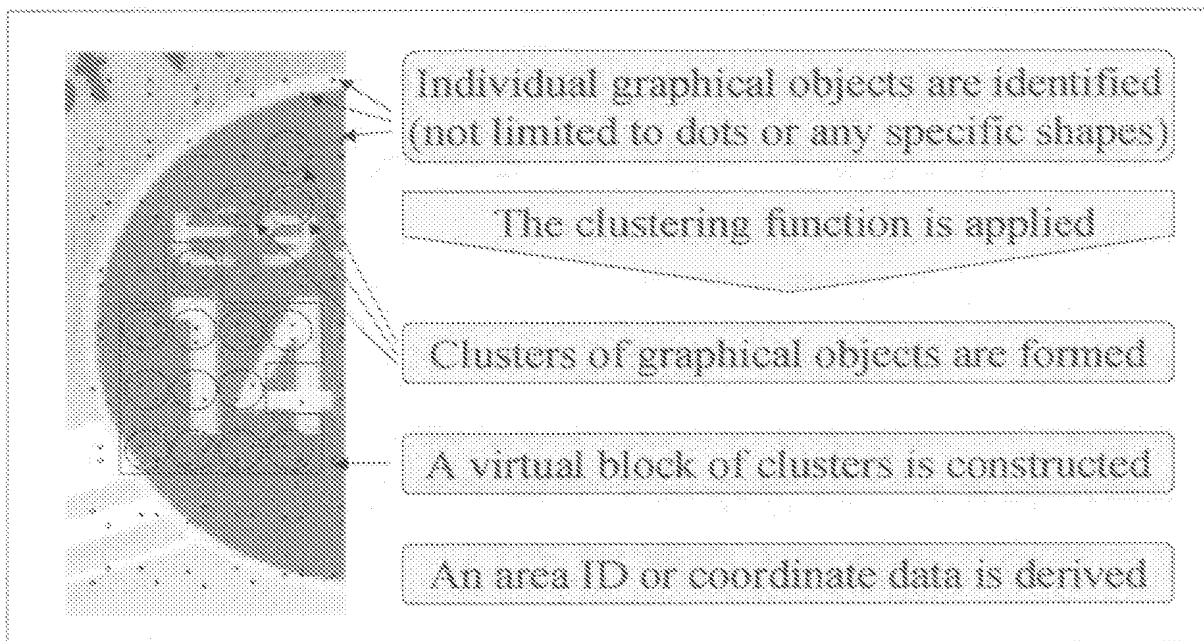 Individual graphical objects are identified
(not limited to dots or any specific shapes)
The clustering function is applied
14
Clusters of graphical objects are formed
A virtual block of clusters is constructed
An area ID or coordinate data is derived